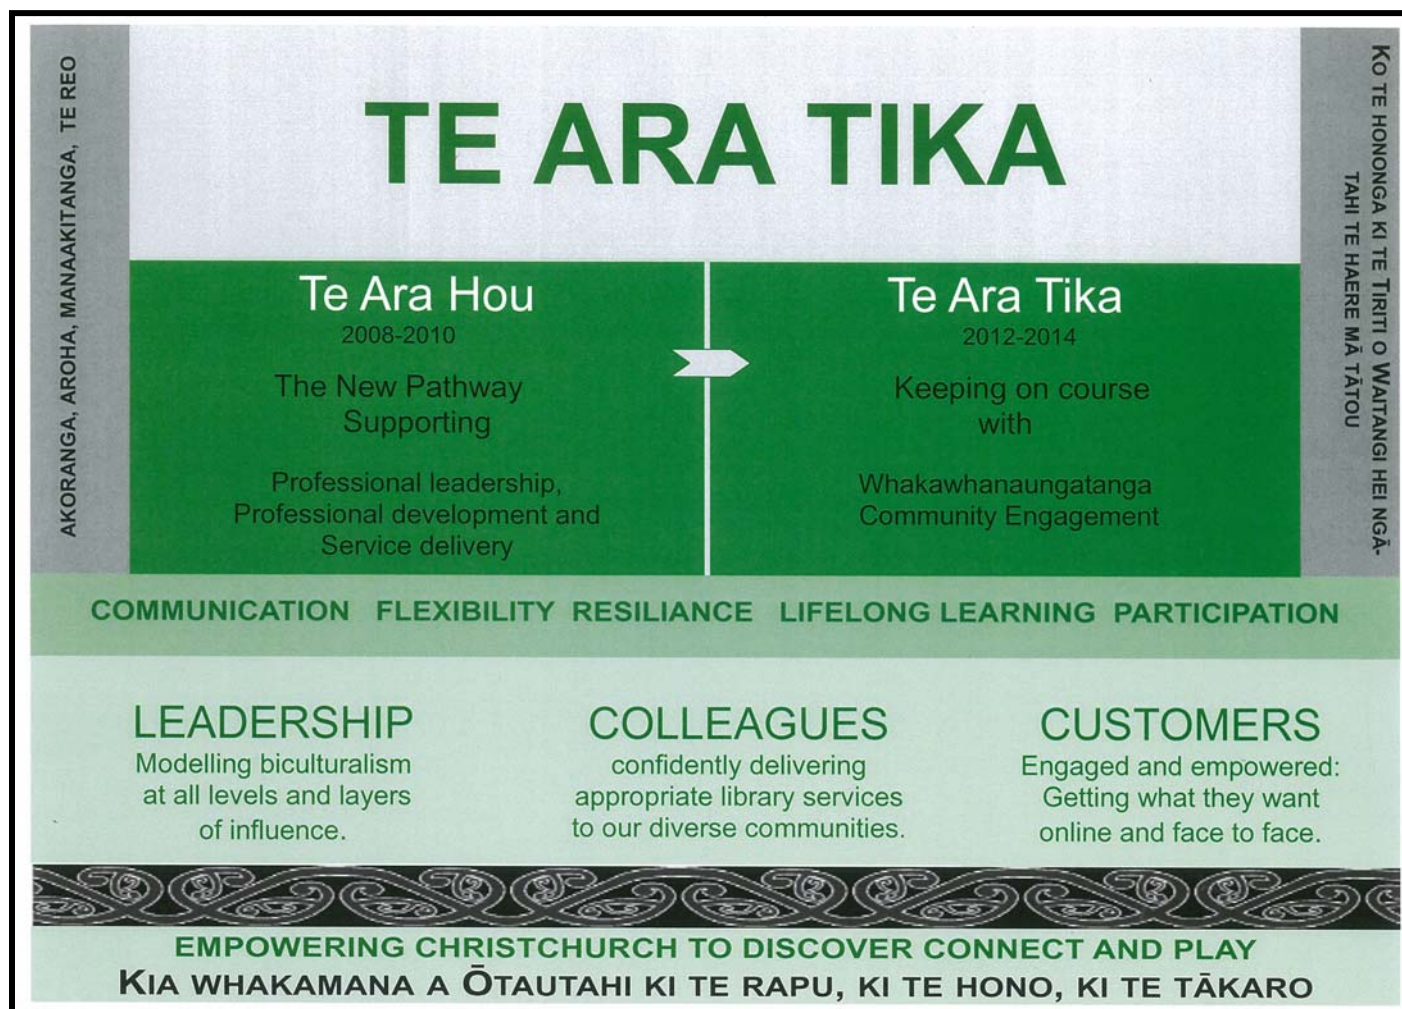 TE ARA TIKA
AKORANGA, AROHA, MANAAKITANGA, TE REO
Te Ara Hou
2008-2010
The New Pathway
Supporting
Professional leadership,
Professional development and
Service delivery
Te Ara Tika
2012-2014
Keeping on course
with
Whakawhanaungatanga
Community Engagement
KO TE HONONGA KI TE TIRITI O WAITANGI HEI NGĀ-
TAHI TE HAERE MĀ TĀTOU
COMMUNICATION FLEXIBILITY RESILIANCE LIFELONG LEARNING PARTICIPATION
LEADERSHIP
Modelling biculturalism
at all levels and layers
of influence.
COLLEAGUES
confidently delivering
appropriate library services
to our diverse communities.
CUSTOMERS
Engaged and empowered:
Getting what they want
online and face to face.
EMPOWERING CHRISTCHURCH TO DISCOVER CONNECT AND PLAY
KIA WHAKAMANA A ŌTAUTAHI KI TE RAPU, KI TE HONO, KI TE TĀKARO